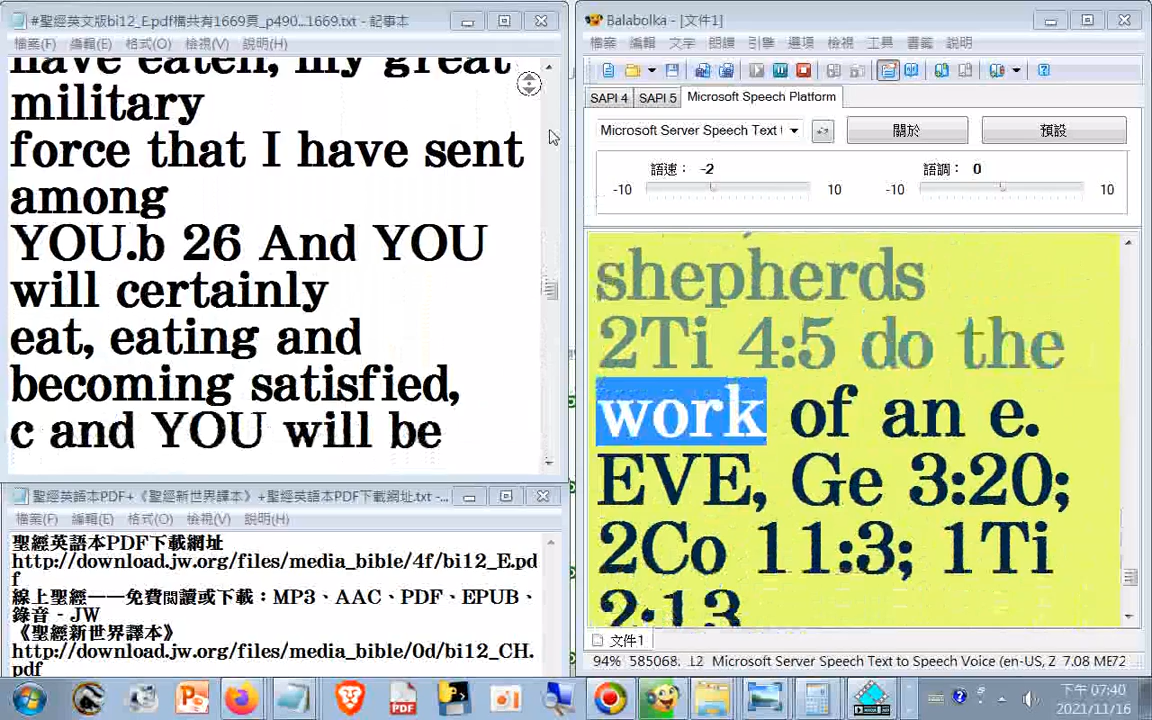 #聖經英文版bi12_E.pdf檔共有1669頁_p490...1669.txt - 記事本
檔案(F) 編輯(E) 格式(O) 檢視(V) 說明(H)
have eaten, my great
military
force that I have sent
among
YOU.b 26 And YOU
will certainly
eat, eating and
becoming satisfied,
c and YOU will be
聖經英語本PDF+《聖經新世界譯本》+聖經英語本PDF下載網址.txt - ...
檔案(F) 編輯(E) 格式(O) 檢視(V) 說明(H)
聖經英語本PDF下載網址
http://download.jw.org/files/media_bible/4f/bi12_E.pd
f
線上聖經——免費閱讀或下載：MP3、AAC、PDF、EPUB、
錄音 - JW
《聖經新世界譯本》
http://download.jw.org/files/media_bible/0d/bi12_CH.
pdf
Balabolka - [文件1]
檔案 編輯 文字 朗讀 引擎 選項 檢視 工具 書籤 說明
SAPI 4 SAPI 5 Microsoft Speech Platform
Microsoft Server Speech Text 關於 預設
語速： -2 語調： 0
-10 10 -10 10
shepherds
2Ti 4:5 do the
work of an e.
EVE, Ge 3:20;
2Co 11:3; 1Ti
2:13
文件1
94% 585068. L2 Microsoft Server Speech Text to Speech Voice (en-US, Z 7.08 ME72
PDF
下午 07:40
2021/11/16